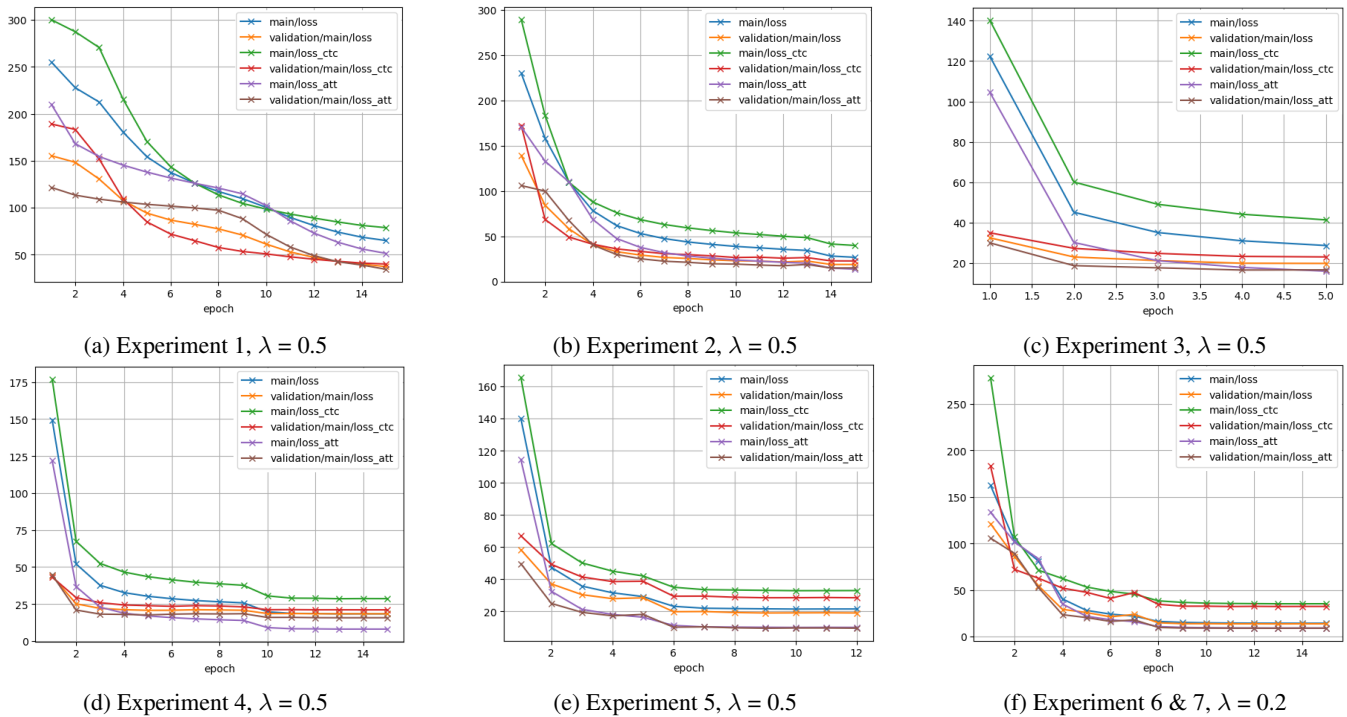 300
250
200
150
100
50
2
4
6
8
10
12
14
epoch
main/loss
validation/main/loss
main/loss_ctc
validation/main/loss_ctc
main/loss_att
validation/main/loss_att
(a) Experiment 1, λ = 0.5
300
250
200
150
100
50
0
2
4
6
8
10
12
14
epoch
main/loss
validation/main/loss
main/loss_ctc
validation/main/loss_ctc
main/loss_att
validation/main/loss_att
(b) Experiment 2, λ = 0.5
140
120
100
80
60
40
20
1.0
1.5
2.0
2.5
3.0
3.5
4.0
4.5
5.0
epoch
main/loss
validation/main/loss
main/loss_ctc
validation/main/loss_ctc
main/loss_att
validation/main/loss_att
(c) Experiment 3, λ = 0.5
175
150
125
100
75
50
25
0
2
4
6
8
10
12
14
epoch
main/loss
validation/main/loss
main/loss_ctc
validation/main/loss_ctc
main/loss_att
validation/main/loss_att
(d) Experiment 4, λ = 0.5
160
140
120
100
80
60
40
20
2
4
6
8
10
12
epoch
main/loss
validation/main/loss
main/loss_ctc
validation/main/loss_ctc
main/loss_att
validation/main/loss_att
(e) Experiment 5, λ = 0.5
250
200
150
100
50
0
2
4
6
8
10
12
14
epoch
main/loss
validation/main/loss
main/loss_ctc
validation/main/loss_ctc
main/loss_att
validation/main/loss_att
(f) Experiment 6 & 7, λ = 0.2